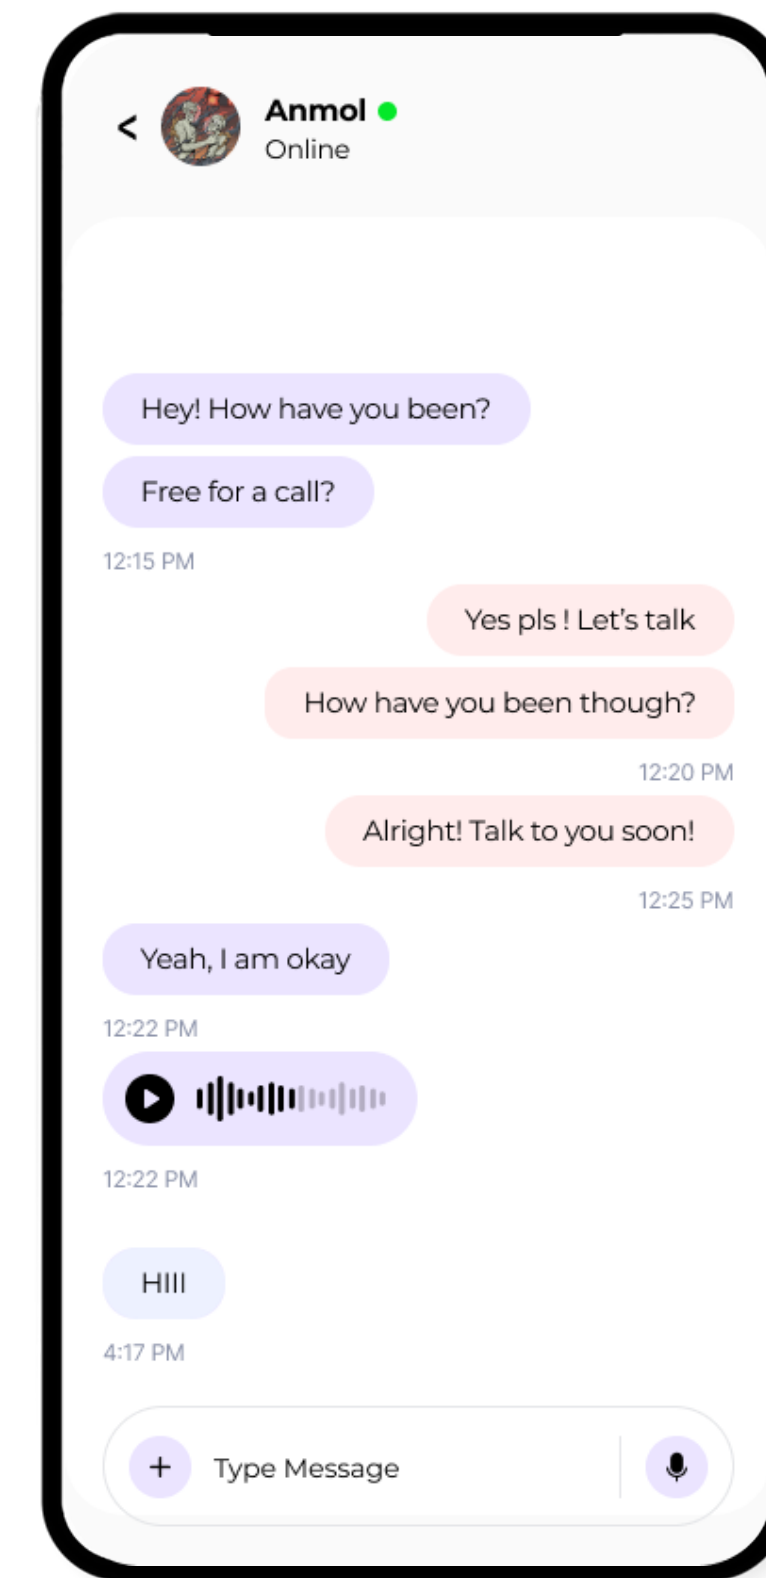 <
Anmol
Online
Hey! How have you been?
Free for a call?
12:15 PM
Yes pls ! Let's talk
How have you been though?
12:20 PM
Alright! Talk to you soon!
12:25 PM
Yeah, I am okay
12:22 PM
12:22 PM
HIII
4:17 PM
+ Type Message